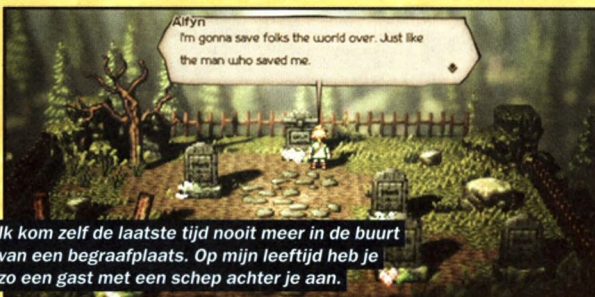 Alfyn
I'm gonna save folks the world over. Just like
the man who saved me.
Ik kom zelf de laatste tijd nooit meer in de buurt
van een begraafplaats. Op mijn leeftijd heb je
zo een gast met een schep achter je aan.